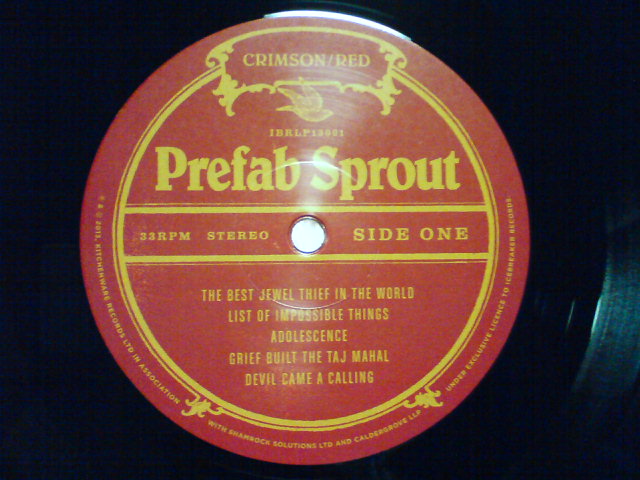 CRIMSON/RED
IBRLP13001
Prefab Sprout
33RPM STEREO SIDE ONE
THE BEST JEWEL THIEF IN THE WORLD
LIST OF IMPOSSIBLE THINGS
ADOLESCENCE
GRIEF BUILT THE TAJ MAHAL
DEVIL CAME A CALLING
℗ & © 2013, KITCHENWARE RECORDS LTD IN ASSOCIATION
WITH SHAMROCK SOLUTIONS LTD AND CALDERGROVE LLP
UNDER EXCLUSIVE LICENCE TO ICEBREAKER RECORDS.